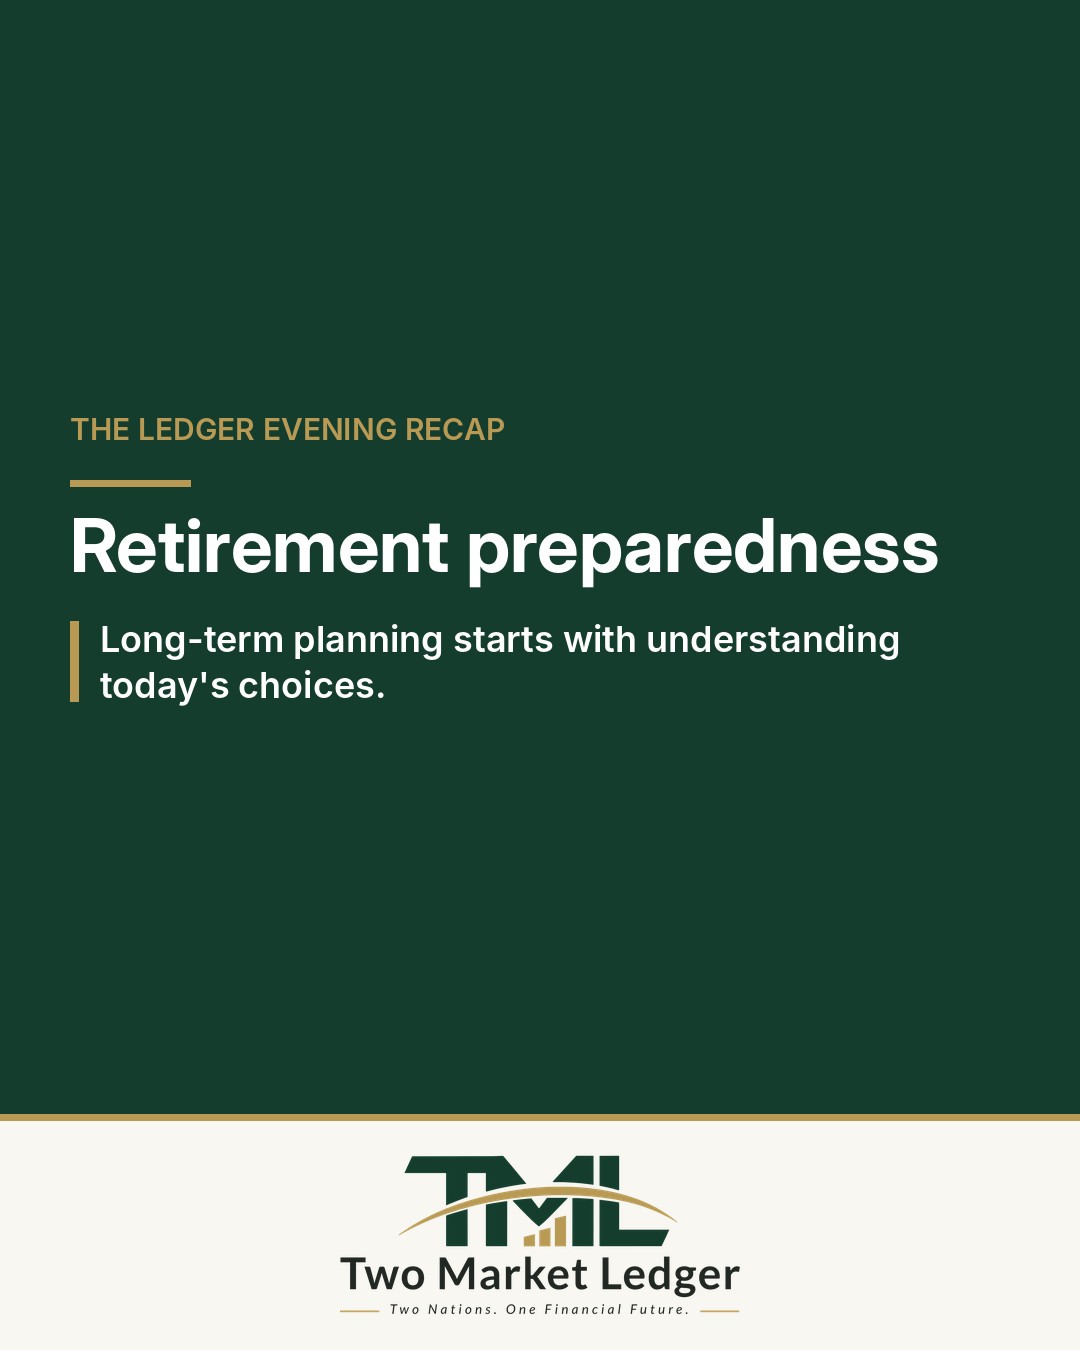 THE LEDGER EVENING RECAP
Retirement preparedness
Long-term planning starts with understanding
today's choices.
TML
Two Market Ledger
Two Nations. One Financial Future.